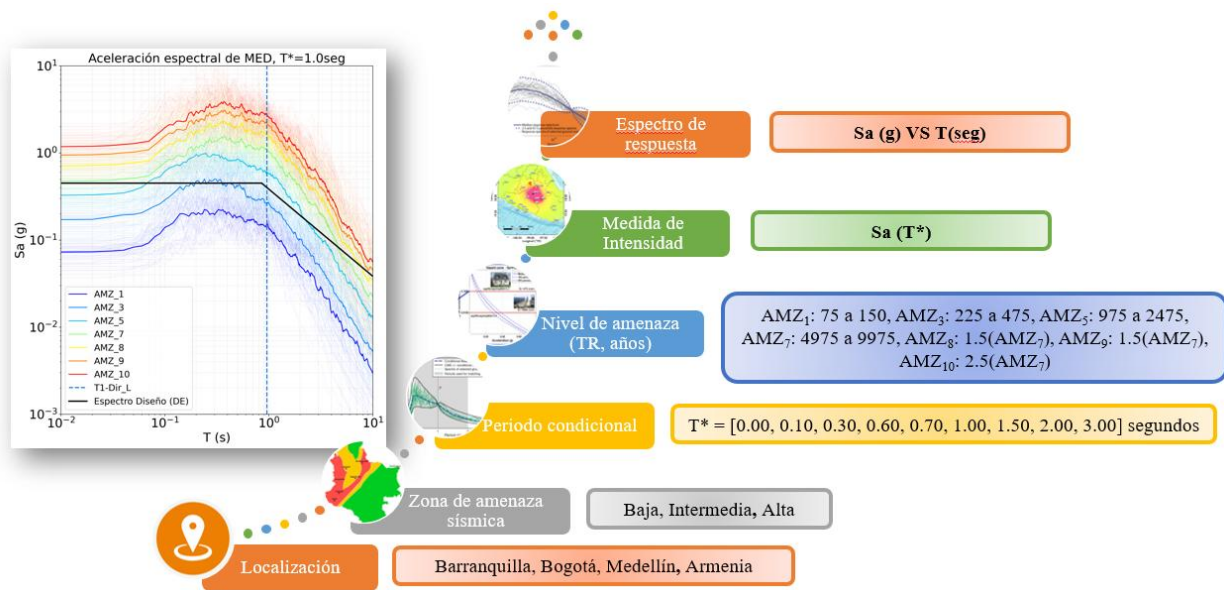 Aceleración espectral de MED, T*=1.0seg
Sa (g)
10¹
10⁰
10⁻¹
10⁻²
10⁻³
AMZ_1
AMZ_3
AMZ_5
AMZ_7
AMZ_8
AMZ_9
AMZ_10
T1-Dir_L
Espectro Diseño (DE)
10⁻²
10⁻¹
10⁰
10¹
T (s)
Espectro de
respuesta
Sa (g) VS T(seg)
Medida de
Intensidad
Sa (T*)
Nivel de amenaza
(TR, años)
AMZ₁: 75 a 150, AMZ₃: 225 a 475, AMZ₅: 975 a 2475,
AMZ₇: 4975 a 9975, AMZ₈: 1.5(AMZ₇), AMZ₉: 1.5(AMZ₇),
AMZ₁₀: 2.5(AMZ₇)
Periodo condicional
T* = [0.00, 0.10, 0.30, 0.60, 0.70, 1.00, 1.50, 2.00, 3.00] segundos
Zona de amenaza
sísmica
Baja, Intermedia, Alta
Localización
Barranquilla, Bogotá, Medellín, Armenia